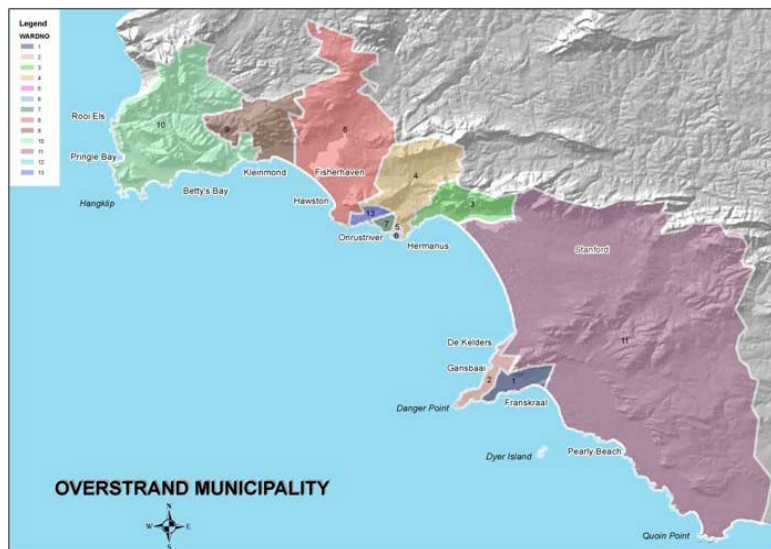 Legend
WARDNO
1
2
3
4
5
6
7
8
9
10
11
12
13
Rooi Els
10
9
8
Pringle Bay
Kleinmond
Fisherhaven
4
Betty's Bay
Hangklip
Hawston
3
13
7
5
Onrustriver
6
Hermanus
Stanford
De Kelders
11
Gansbaai
2
1
Danger Point
Franskraal
Dyer Island
Pearly Beach
OVERSTRAND MUNICIPALITY
N
W
E
S
Quoin Point